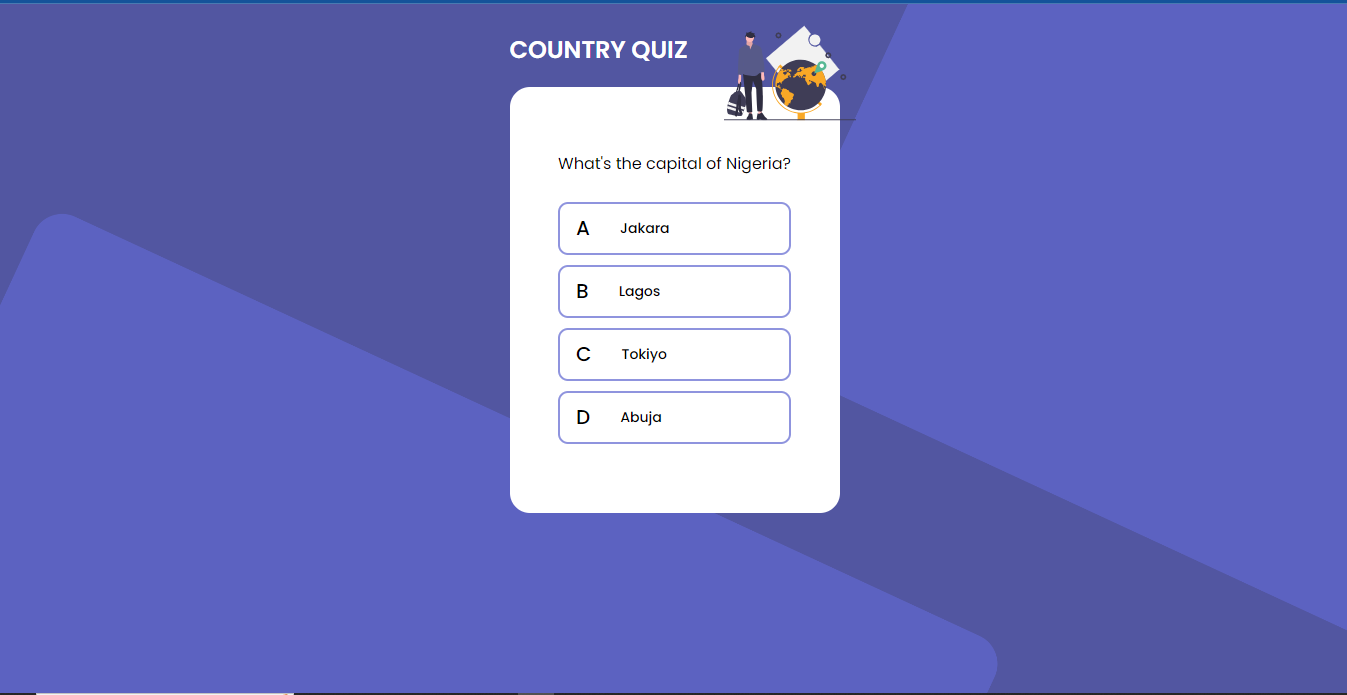 COUNTRY QUIZ
What's the capital of Nigeria?
A Jakara
B Lagos
C Tokiyo
D Abuja